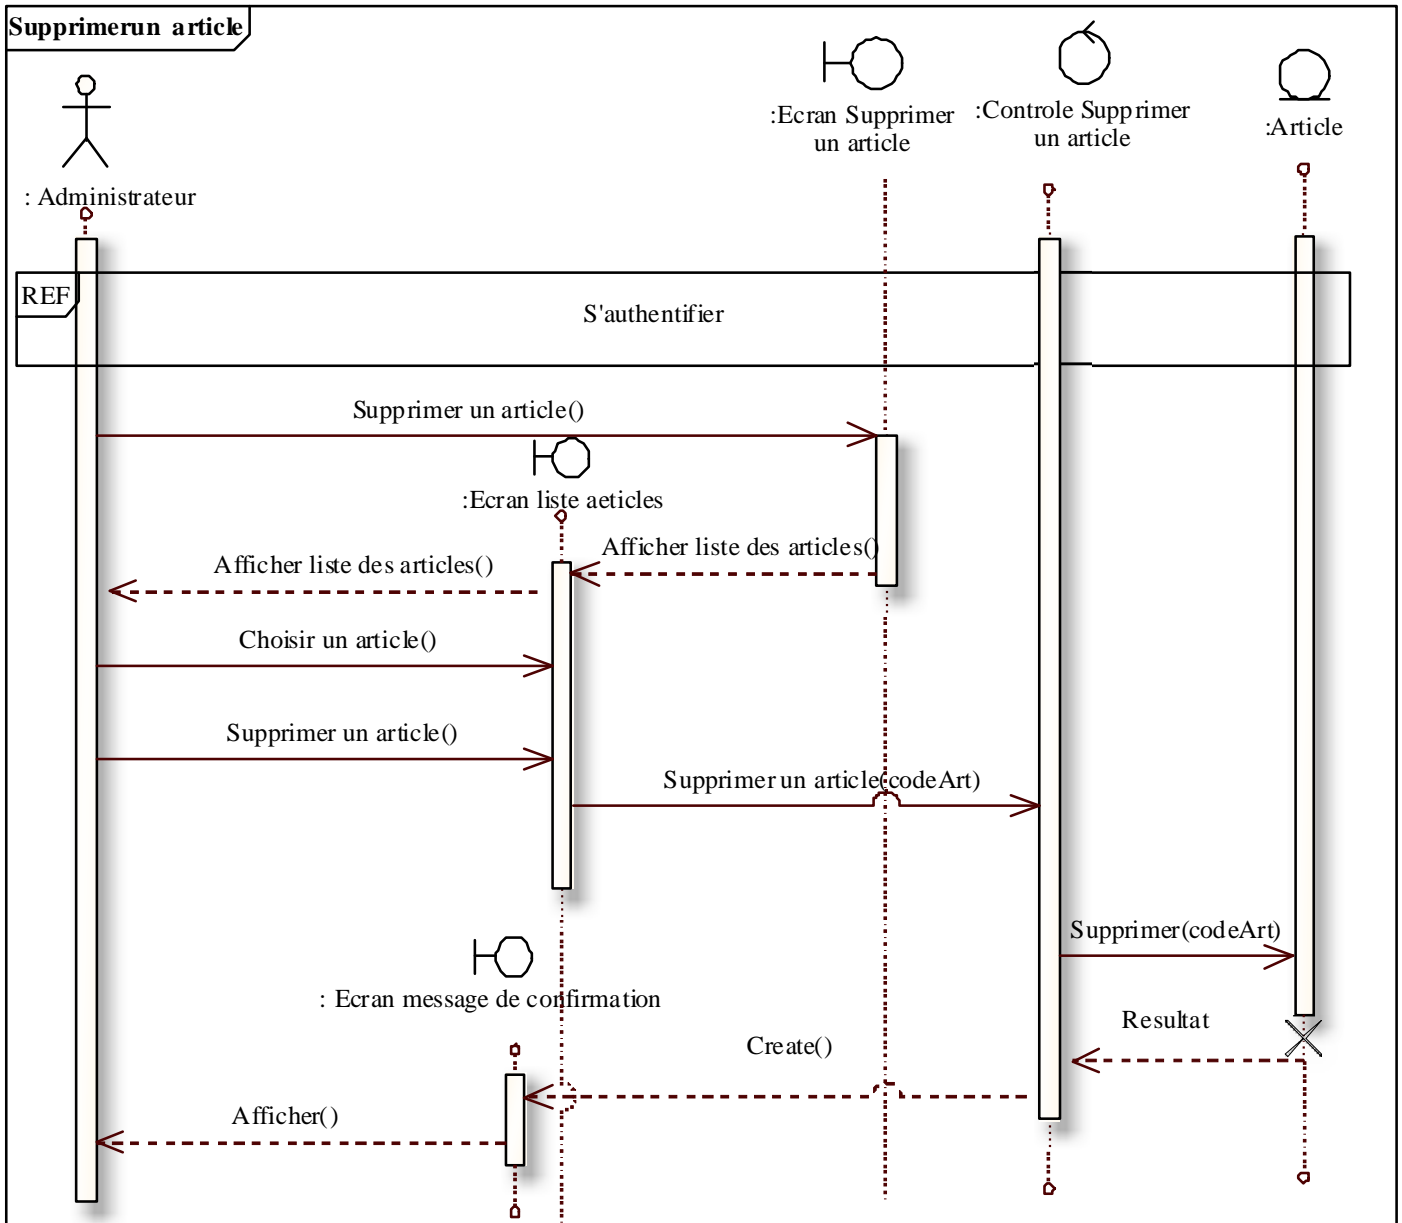 Supprimerun article
:Ecran Supprimer
un article
:Controle Supprimer
un article
:Article
: Administrateur
REF
S'authentifier
Supprimer un article()
:Ecran liste aeticles
Afficher liste des articles()
Afficher liste des articles()
Choisir un article()
Supprimer un article()
Supprimer un article(codeArt)
Supprimer(codeArt)
: Ecran message de confirmation
Resultat
Create()
Afficher()